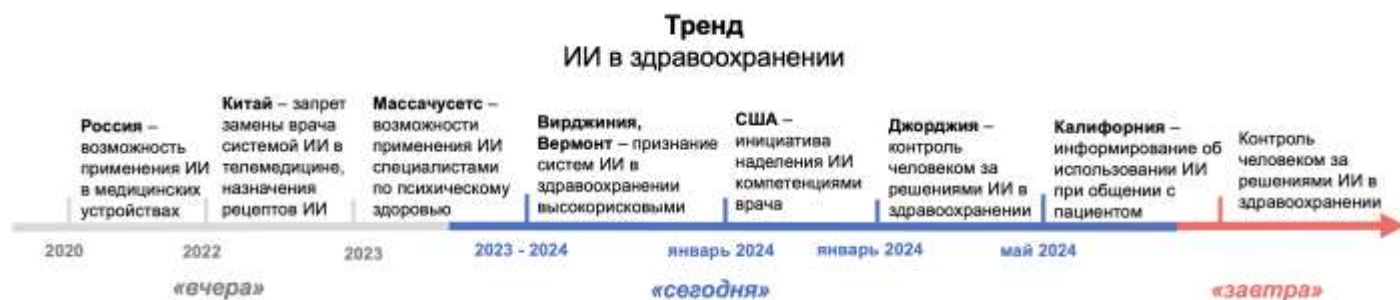 Тренд
ИИ в здравоохранении
Россия –
возможность
применения ИИ
в медицинских
устройствах
Китай – запрет
замены врача
системой ИИ в
телемедицине,
назначения
рецептов ИИ
Массачусетс –
возможности
применения ИИ
специалистами
по психическому
здоровью
Вирджиния,
Вермонт – признание
систем ИИ в
здравоохранении
высокорисковыми
США –
инициатива
наделения ИИ
компетенциями
врача
Джорджия –
контроль
человеком за
решениями ИИ в
здравоохранении
Калифорния –
информирование об
использовании ИИ
при общении с
пациентом
Контроль
человеком за
решениями ИИ в
здравоохранении
2020
2022
2023
2023 - 2024
январь 2024
январь 2024
май 2024
«вчера»
«сегодня»
«завтра»